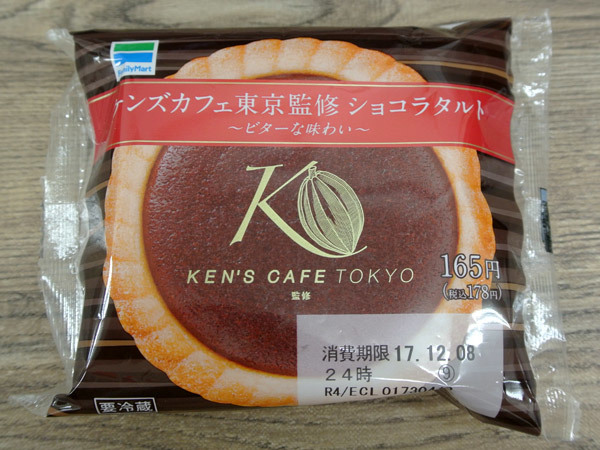 FamilyMart
ケンズカフェ東京監修 ショコラタルト
～ビターな味わい～
K
KEN'S CAFE TOKYO
監修
165円
(税込178円)
消費期限 17.12.08
24時 ⑨
R4/ECL
要冷蔵